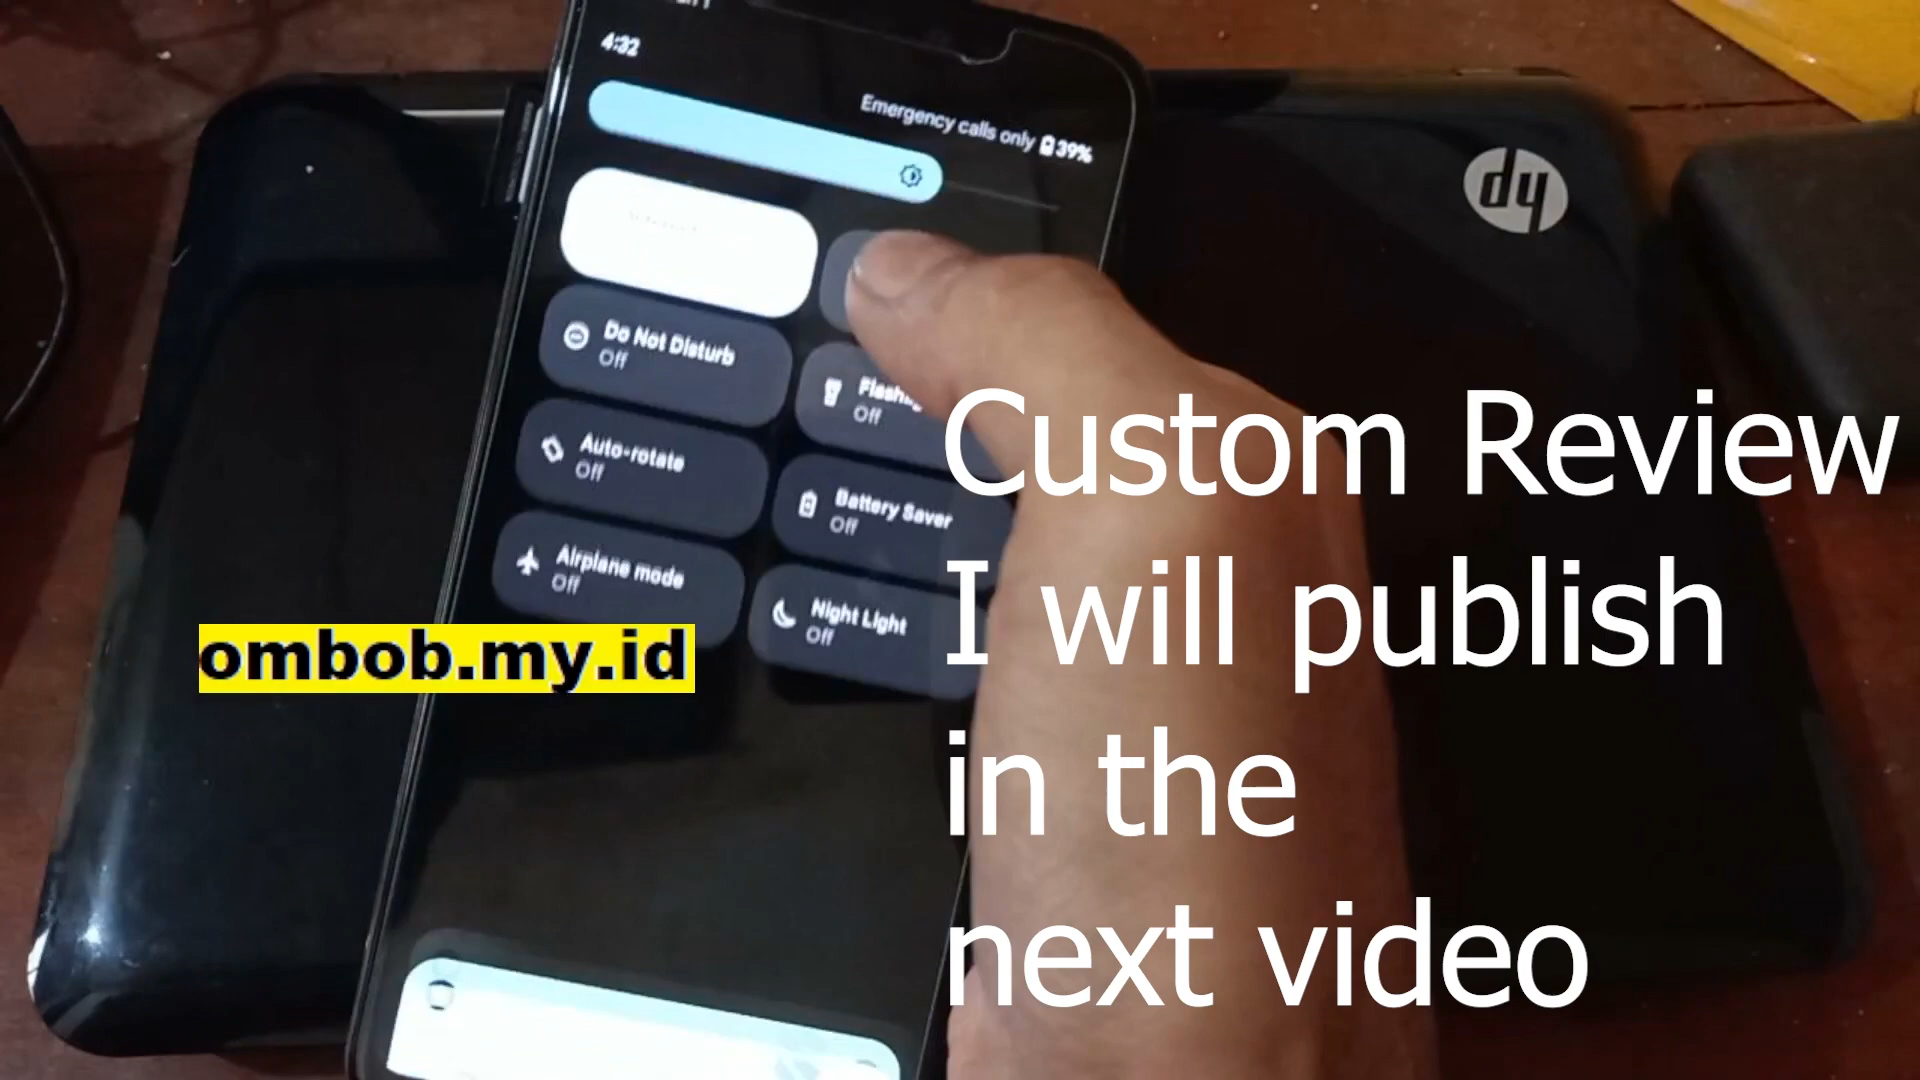 4:32
Emergency calls only 39%
Do Not Disturb
Off
Off
Auto-rotate
Off
Battery Saver
Off
Airplane mode
Off
Night Light
Off
hp
ombob.my.id
Custom Review
I will publish
in the
next video